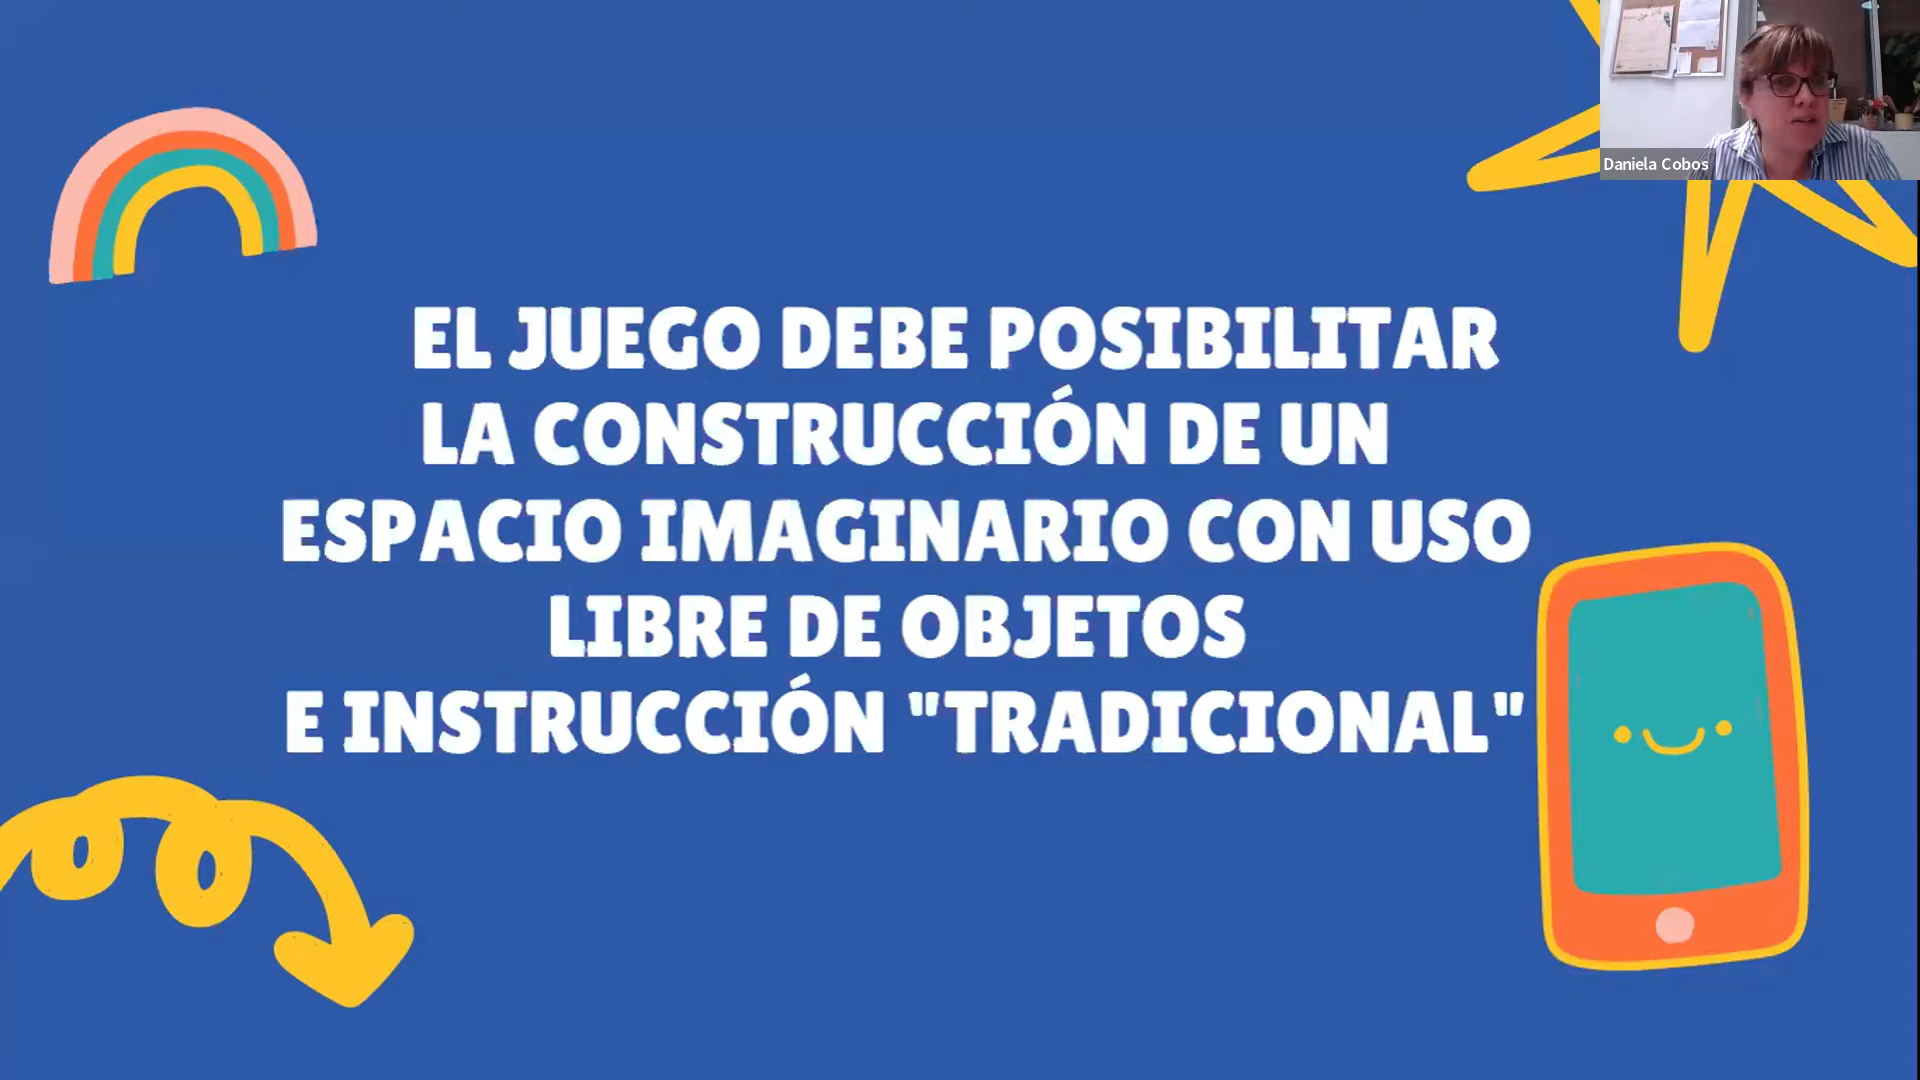 Daniela Cobos
EL JUEGO DEBE POSIBILITAR
LA CONSTRUCCIÓN DE UN
ESPACIO IMAGINARIO CON USO
LIBRE DE OBJETOS
E INSTRUCCIÓN "TRADICIONAL"